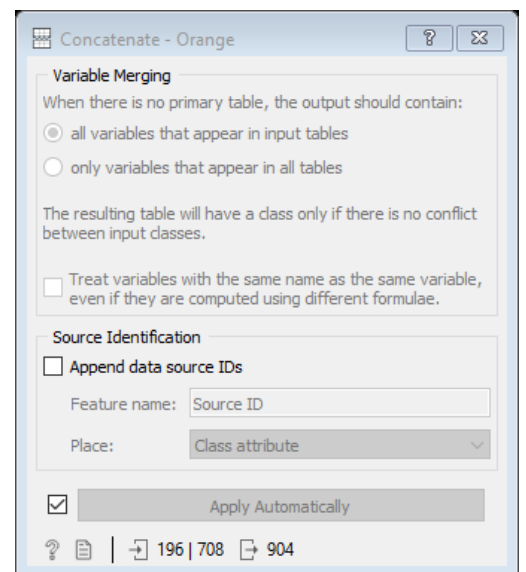 Concatenate - Orange
Variable Merging
When there is no primary table, the output should contain:
all variables that appear in input tables
only variables that appear in all tables
The resulting table will have a class only if there is no conflict
between input classes.
Treat variables with the same name as the same variable,
even if they are computed using different formulae.
Source Identification
Append data source IDs
Feature name: Source ID
Place: Class attribute
Apply Automatically
? 196 | 708 904